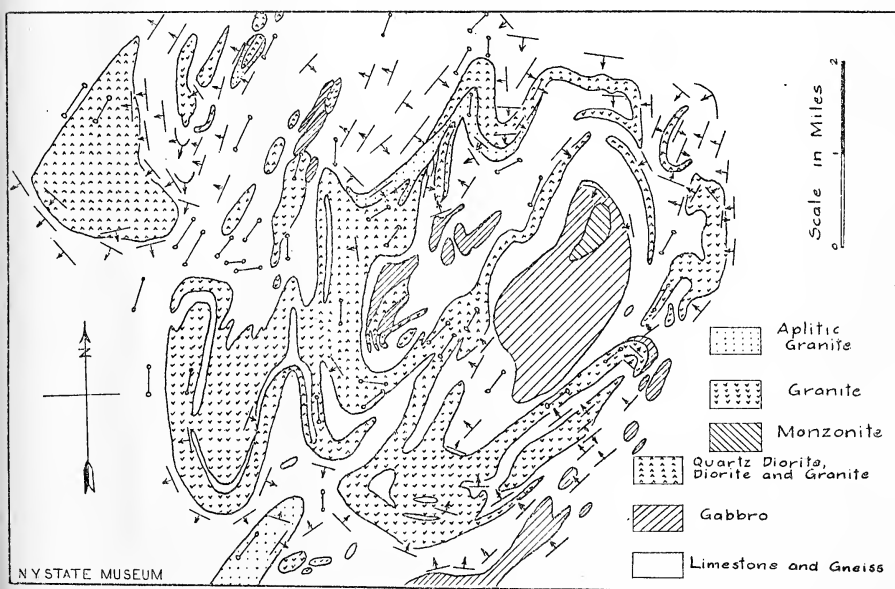 2
Scale in Miles
1
0
N
Aplitic
Granite
Granite
Monzonite
Quartz Diorite,
Diorite and Granite
Gabbro
Limestone and Gneiss
NYSTATE MUSEUM